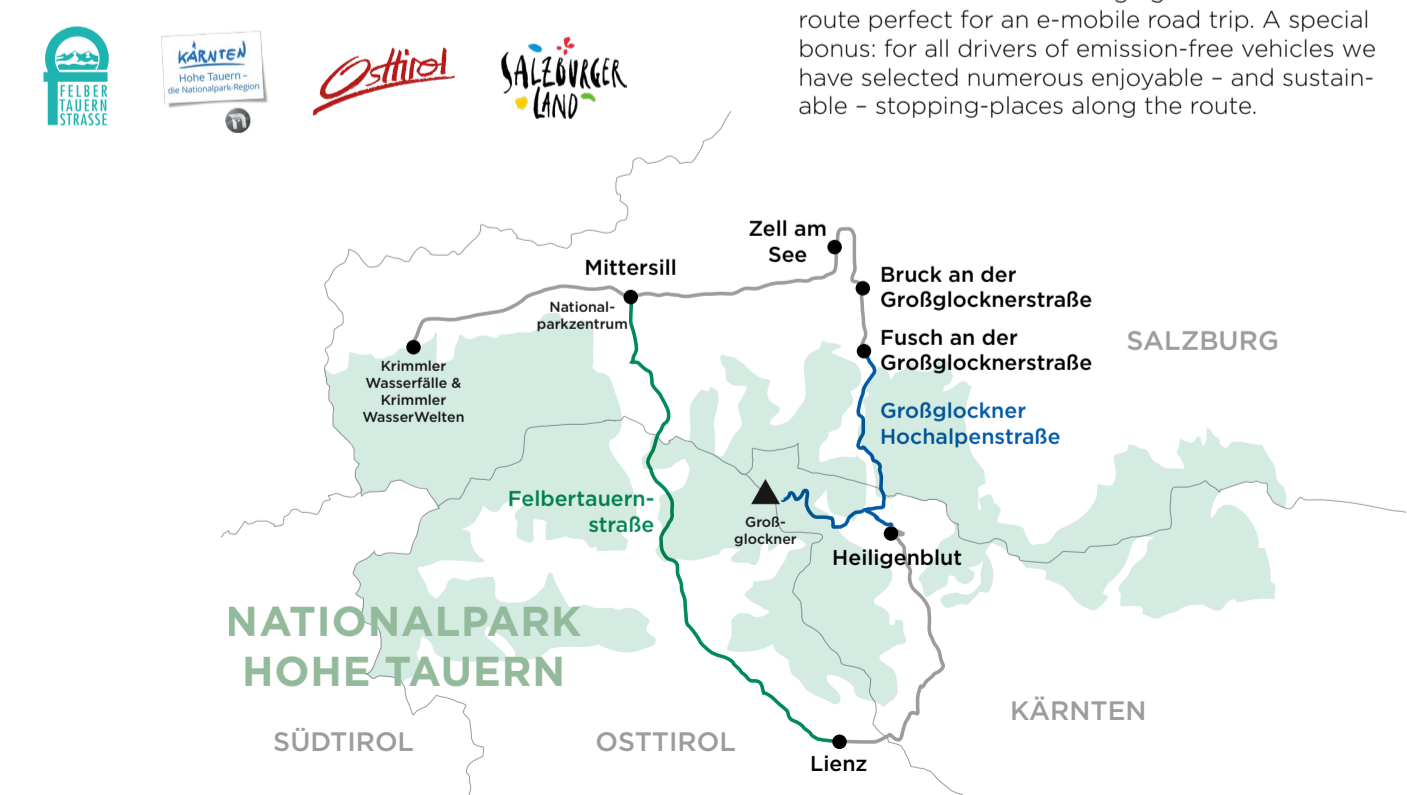 route perfect for an e-mobile road trip. A special
bonus: for all drivers of emission-free vehicles we
have selected numerous enjoyable – and sustain-
able – stopping-places along the route.
FELBER
TAUERN
STRASSE
KÄRNTEN
Hohe Tauern –
die Nationalpark-Region
Osttirol
SALZBURGER
LAND
Zell am
See
Mittersill
National-
parkzentrum
Bruck an der
Großglocknerstraße
Fusch an der
Großglocknerstraße
SALZBURG
Krimmler
Wasserfälle &
Krimmler
WasserWelten
Großglockner
Hochalpenstraße
Felbertauern-
straße
Groß-
glockner
Heiligenblut
NATIONALPARK
HOHE TAUERN
KÄRNTEN
SÜDTIROL
OSTTIROL
Lienz